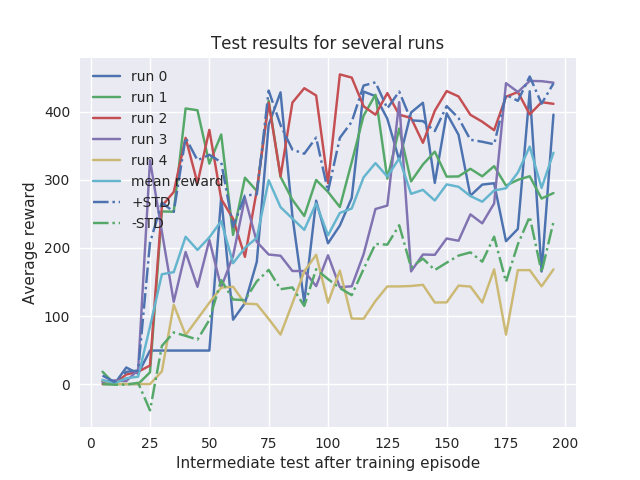 Test results for several runs
run 0
run 1
run 2
run 3
run 4
mean reward
+STD
-STD
400
300
200
100
0
Average reward
0 25 50 75 100 125 150 175 200
Intermediate test after training episode